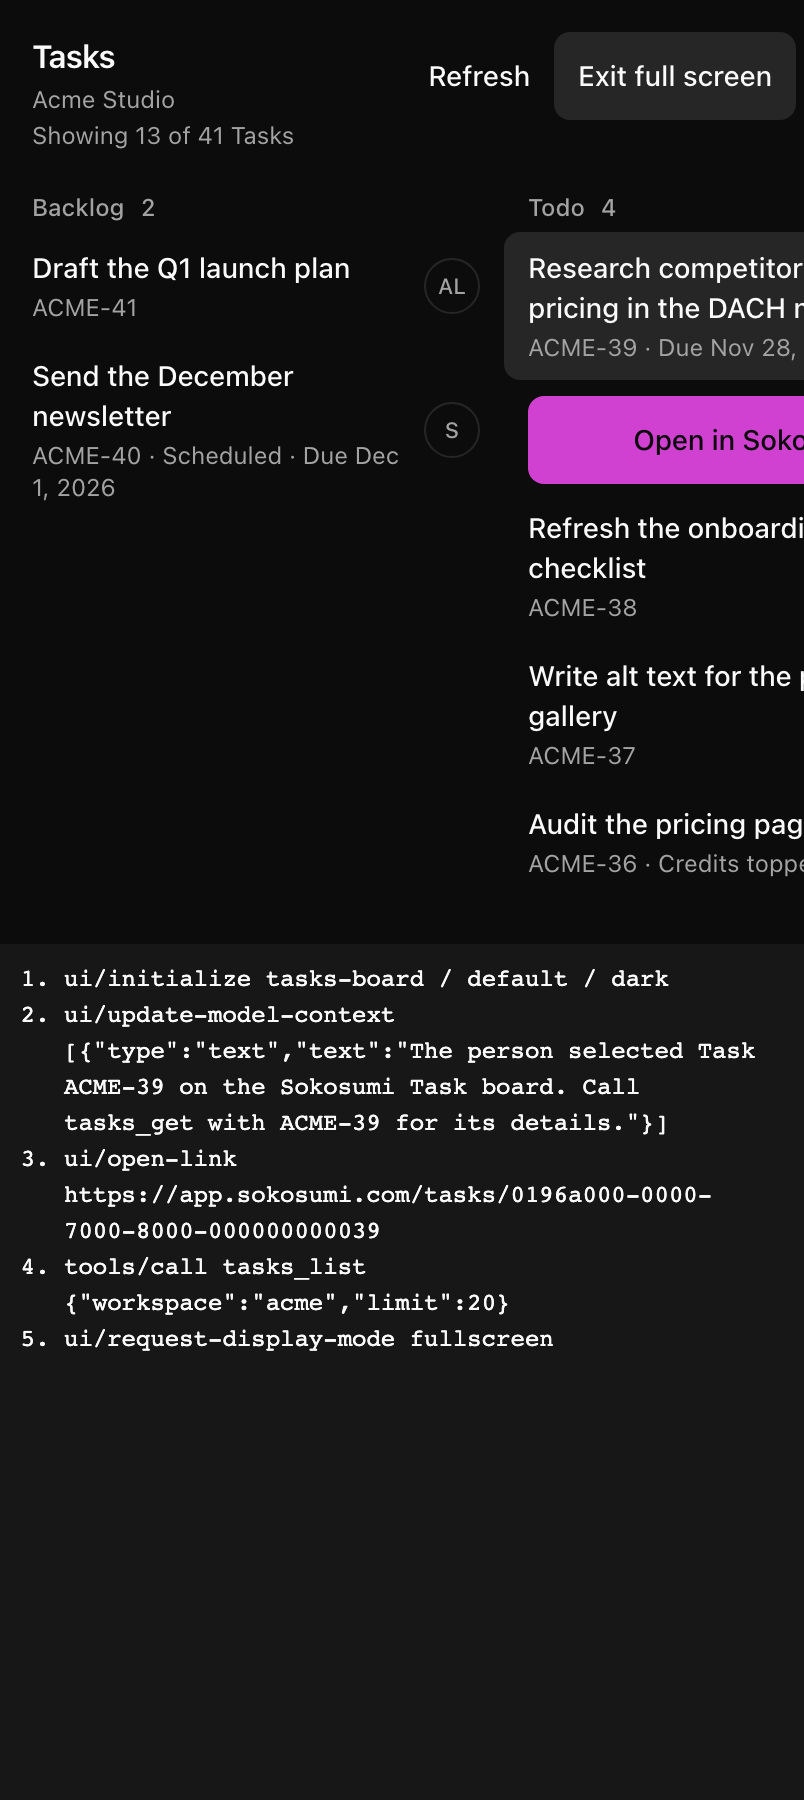 Tasks
Acme Studio
Showing 13 of 41 Tasks
Refresh
Exit full screen
Backlog 2
Draft the Q1 launch plan
ACME-41
AL
Send the December
newsletter
ACME-40 · Scheduled · Due Dec
1, 2026
S
Todo 4
Research competitor
pricing in the DACH
ACME-39 · Due Nov 28,
Open in Soko
Refresh the onboardi
checklist
ACME-38
Write alt text for the
gallery
ACME-37
Audit the pricing pag
ACME-36 · Credits toppe
1. ui/initialize tasks-board / default / dark
2. ui/update-model-context
[{"type":"text","text":"The person selected Task
ACME-39 on the Sokosumi Task board. Call
tasks_get with ACME-39 for its details."}]
3. ui/open-link
https://app.sokosumi.com/tasks/0196a000-0000-
7000-8000-000000000039
4. tools/call tasks_list
{"workspace":"acme","limit":20}
5. ui/request-display-mode fullscreen